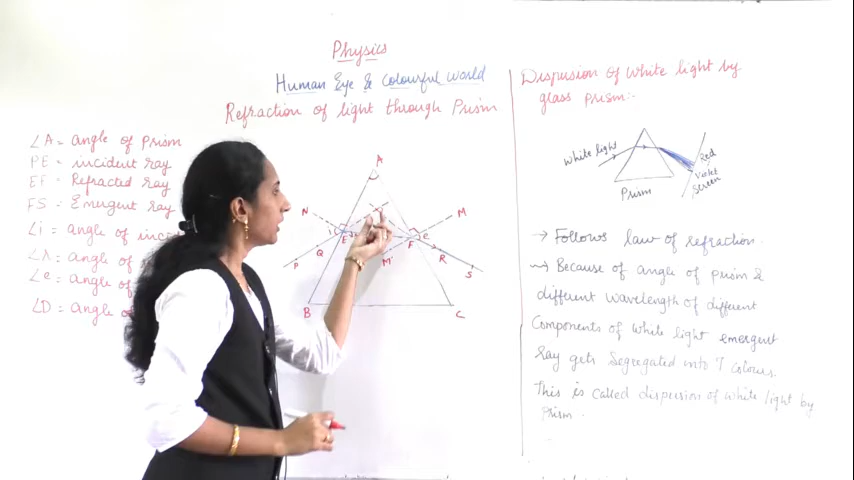 Physics
Human Eye & Colourful world
Refraction of light through Prism
∠A = angle of Prism
PE = incident ray
EF = Refracted ray
FS = Emergent ray
∠i = angle of
∠r = angle of
∠e = angle of
∠D = angle of
A
N
M
i
E
F
e
P
Q
M'
R
S
B
C
Dispursion of White light by
glass prism:-
White light
Red
Violet
Screen
Prism
→ Follows law of refraction.
→ Because of angle of prism &
different wavelength of different
Components of white light emergent
ray gets Segregated into 7 Colours.
This is called dispursion of white light by
Prism.